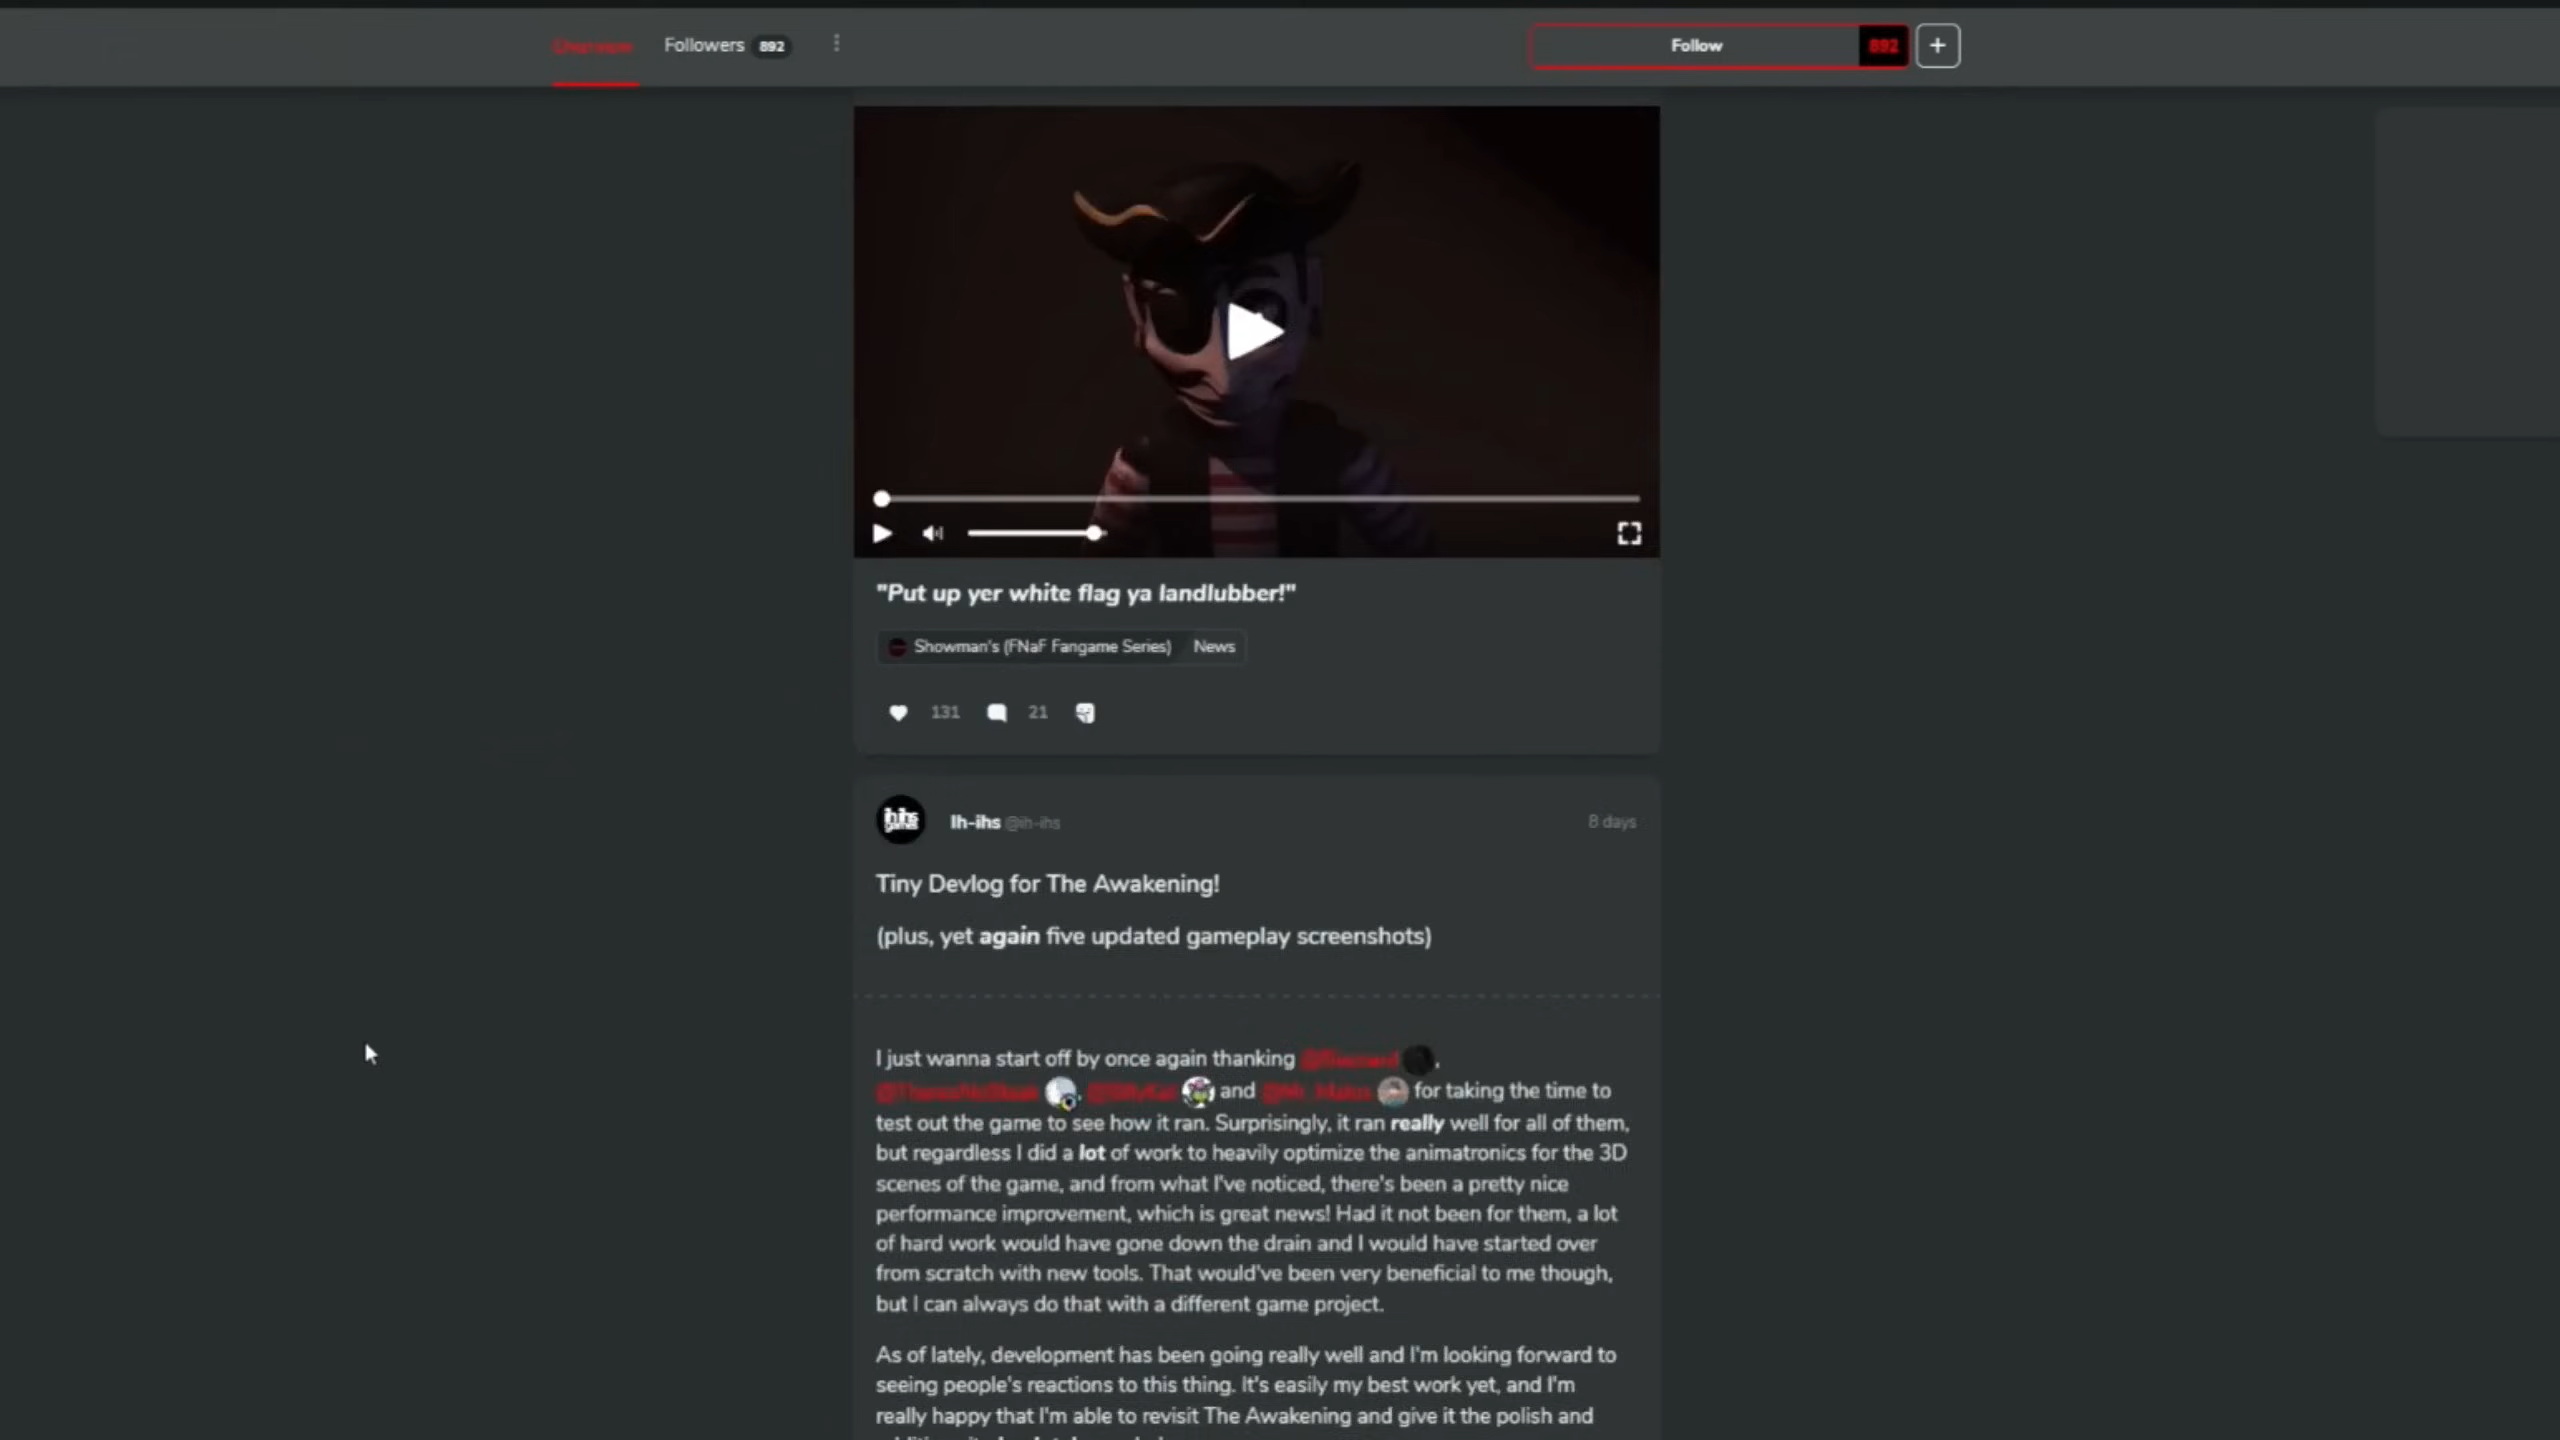 Followers 892
Follow 892 +
"Put up yer white flag ya landlubber!"
Showman's (FNaF Fangame Series) News
131 21
ih-ihs
games
Ih-ihs @ih-ihs 8 days
Tiny Devlog for The Awakening!
(plus, yet again five updated gameplay screenshots)
I just wanna start off by once again thanking
and for taking the time to
test out the game to see how it ran. Surprisingly, it ran really well for all of them,
but regardless I did a lot of work to heavily optimize the animatronics for the 3D
scenes of the game, and from what I've noticed, there's been a pretty nice
performance improvement, which is great news! Had it not been for them, a lot
of hard work would have gone down the drain and I would have started over
from scratch with new tools. That would've been very beneficial to me though,
but I can always do that with a different game project.
As of lately, development has been going really well and I'm looking forward to
seeing people's reactions to this thing. It's easily my best work yet, and I'm
really happy that I'm able to revisit The Awakening and give it the polish and